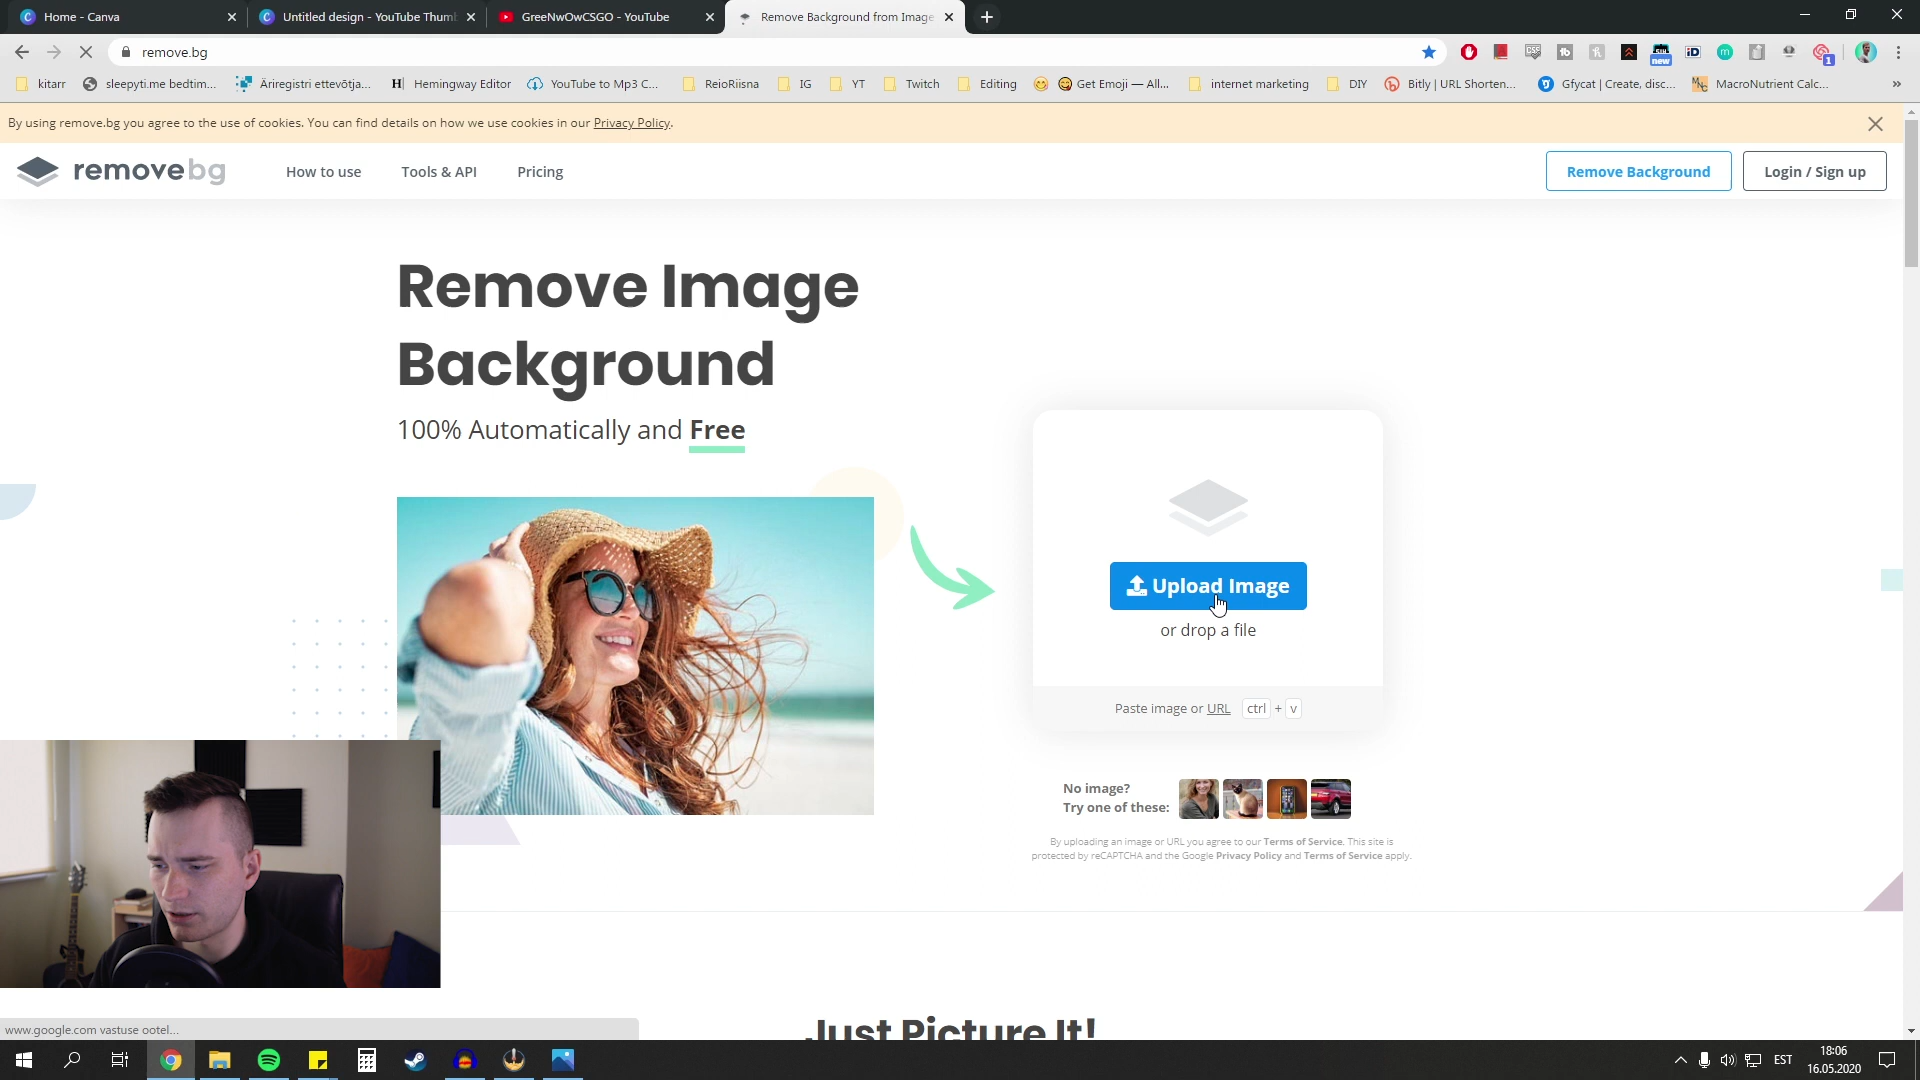 Home - Canva
Untitled design - YouTube Thumb
GreeNwOwCSGO - YouTube
Remove Background from Image
remove.bg
new
1
kitarr
sleepyti.me bedtim...
Äriregistri ettevõtja...
Hemingway Editor
YouTube to Mp3 C...
ReioRiisna
IG
YT
Twitch
Editing
Get Emoji — All...
internet marketing
DIY
Bitly | URL Shorten...
Gfycat | Create, disc...
MacroNutrient Calc...
By using remove.bg you agree to the use of cookies. You can find details on how we use cookies in our Privacy Policy.
removebg
How to use
Tools & API
Pricing
Remove Background
Login / Sign up
Remove Image
Background
100% Automatically and Free
Upload Image
or drop a file
Paste image or URL ctrl + v
No image?
Try one of these:
By uploading an image or URL you agree to our Terms of Service. This site is
protected by reCAPTCHA and the Google Privacy Policy and Terms of Service apply.
Just Picture It!
www.google.com vastuse ootel...
EST
18:06
16.05.2020